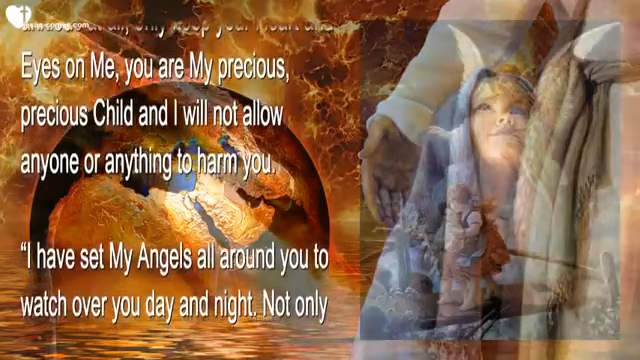 Eyes on Me, you are My precious,
precious Child and I will not allow
anyone or anything to harm you.
“I have set My Angels all around you to
watch over you day and night. Not only